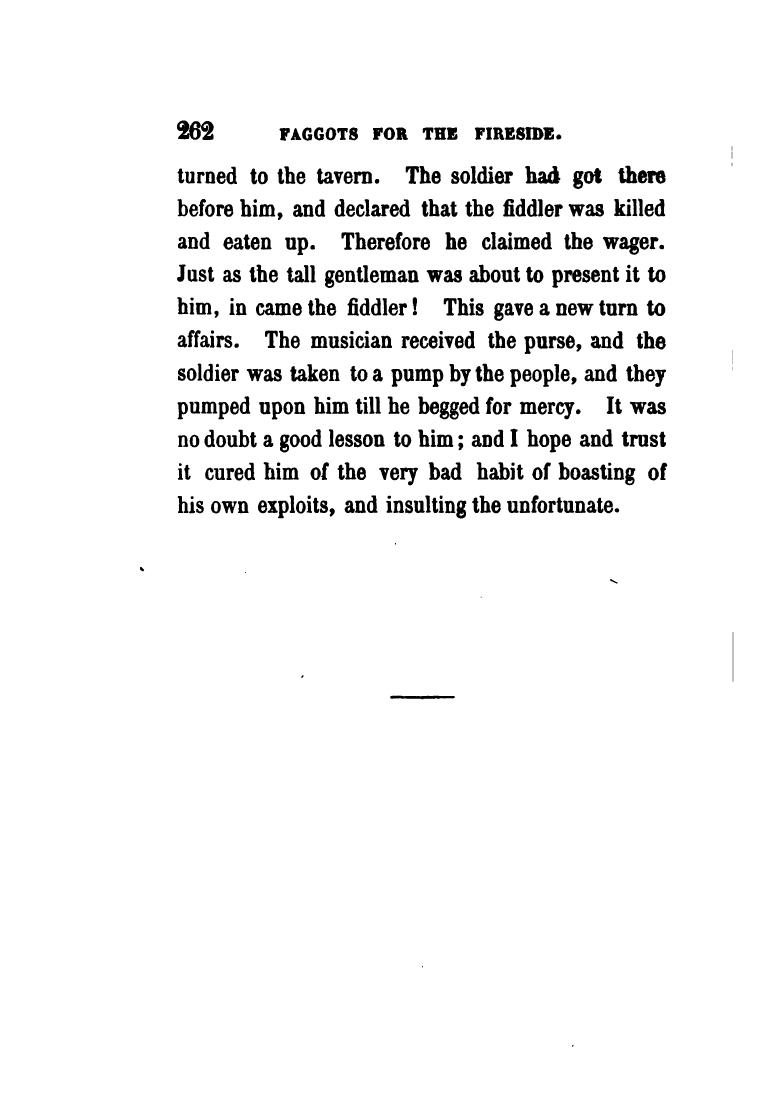 262 FAGGOTS FOR THE FIRESIDE.
turned to the tavern. The soldier had got there
before him, and declared that the fiddler was killed
and eaten up. Therefore he claimed the wager.
Just as the tall gentleman was about to present it to
him, in came the fiddler! This gave a new turn to
affairs. The musician received the purse, and the
soldier was taken to a pump by the people, and they
pumped upon him till he begged for mercy. It was
no doubt a good lesson to him; and I hope and trust
it cured him of the very bad habit of boasting of
his own exploits, and insulting the unfortunate.